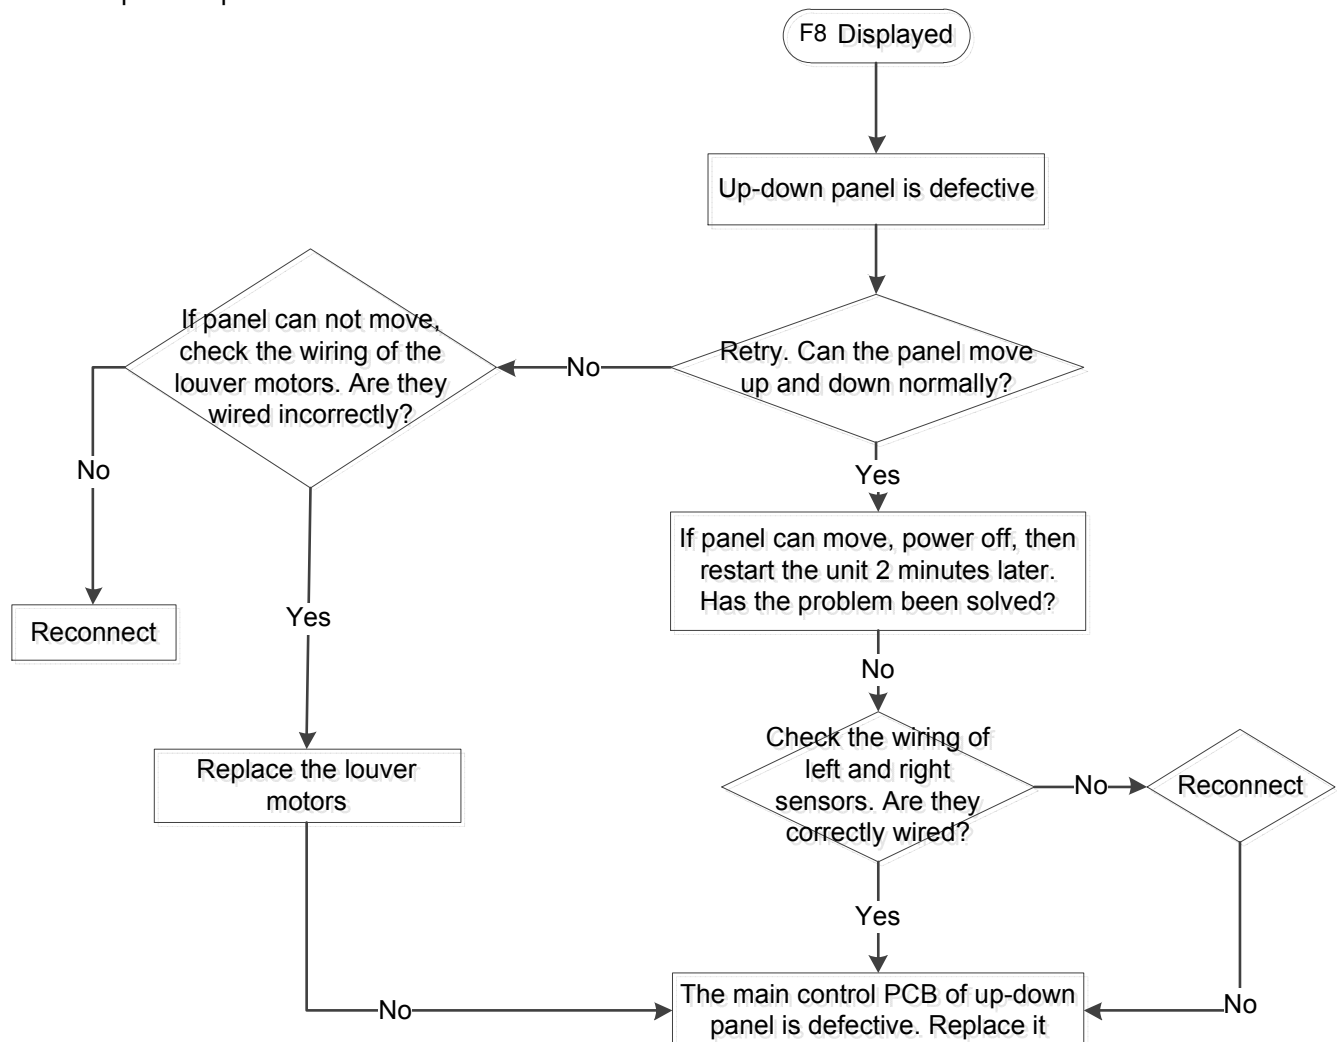 F8 Displayed
Up-down panel is defective
Retry. Can the panel move
up and down normally?
No
If panel can not move,
check the wiring of the
louver motors. Are they
wired incorrectly?
No
Reconnect
Yes
Replace the louver
motors
No
Yes
If panel can move, power off, then
restart the unit 2 minutes later.
Has the problem been solved?
No
Check the wiring of
left and right
sensors. Are they
correctly wired?
No
Reconnect
No
Yes
The main control PCB of up-down
panel is defective. Replace it